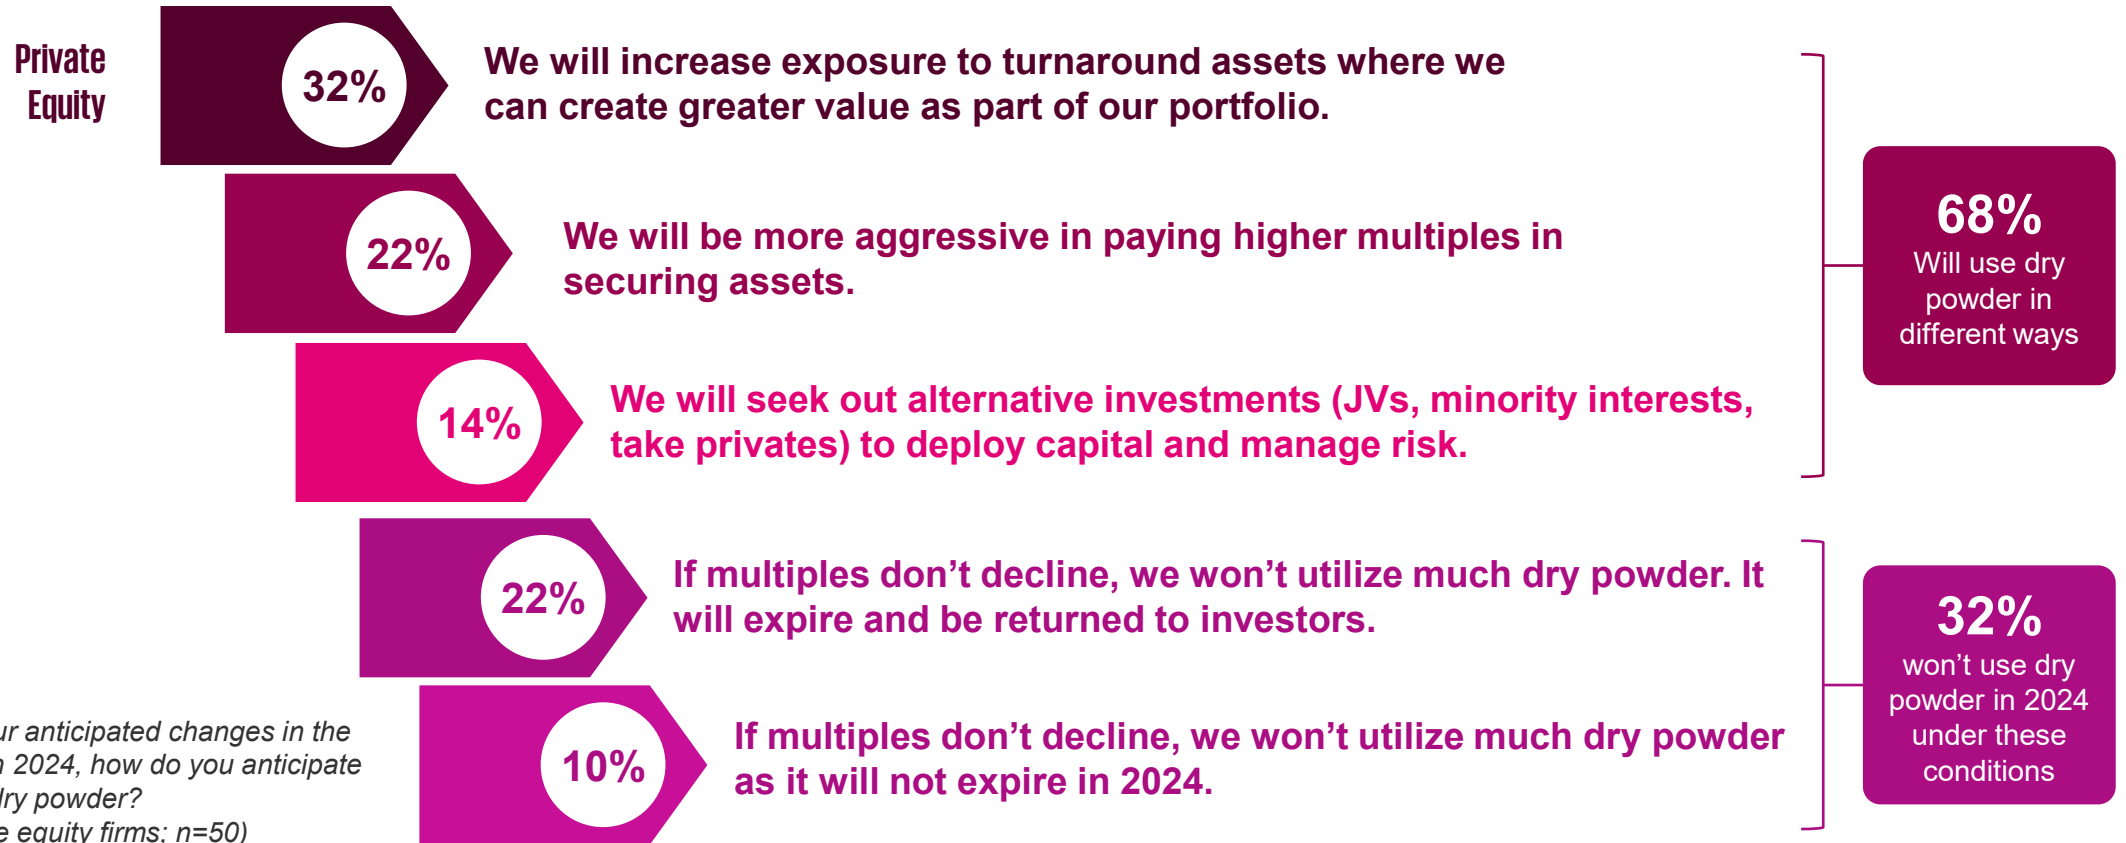 Private
Equity
32%
We will increase exposure to turnaround assets where we
can create greater value as part of our portfolio.
22%
We will be more aggressive in paying higher multiples in
securing assets.
14%
We will seek out alternative investments (JVs, minority interests,
take privates) to deploy capital and manage risk.
68%
Will use dry
powder in
different ways
22%
If multiples don’t decline, we won’t utilize much dry powder. It
will expire and be returned to investors.
10%
If multiples don’t decline, we won’t utilize much dry powder
as it will not expire in 2024.
32%
won’t use dry
powder in 2024
under these
conditions
anticipated changes in the
2024, how do you anticipate
dry powder?
equity firms; n=50)